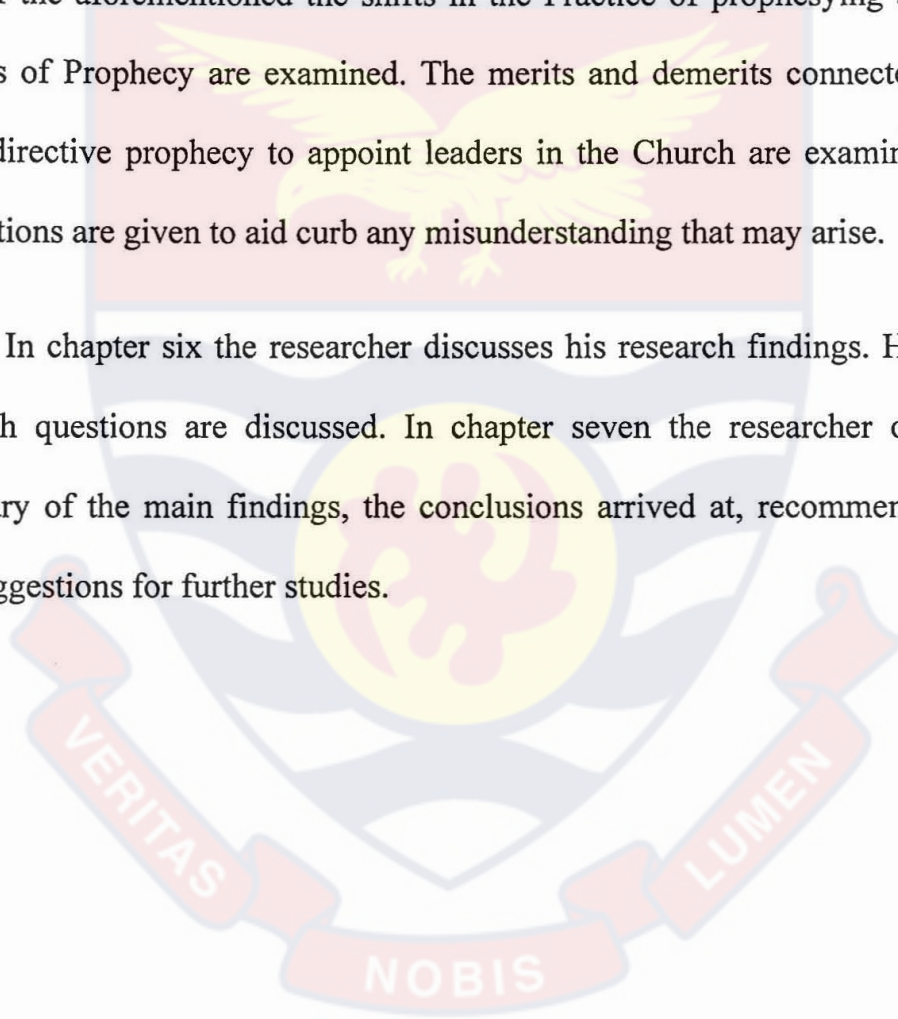 the aforementioned the shifts in the Practice of prophesying
s of Prophecy are examined. The merits and demerits connecte
directive prophecy to appoint leaders in the Church are examin
tions are given to aid curb any misunderstanding that may arise.
In chapter six the researcher discusses his research findings. H
h questions are discussed. In chapter seven the researcher
ry of the main findings, the conclusions arrived at, recommen
ggestions for further studies.
VERITAS
NOBIS
LUMEN